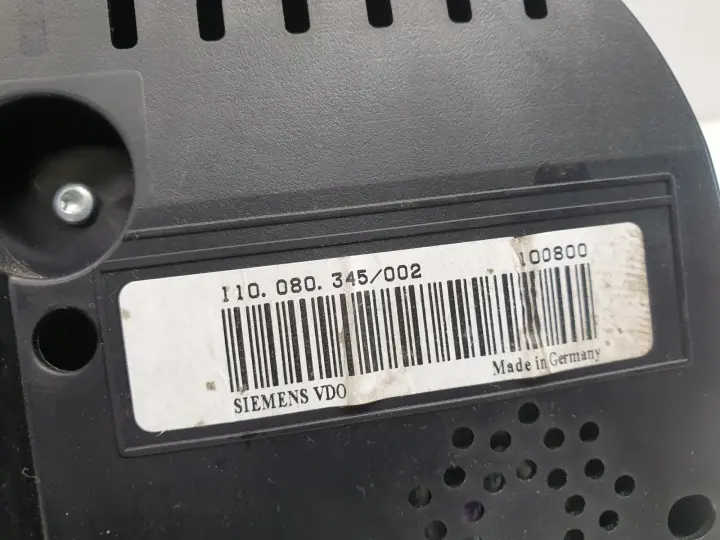 110.080.345/002 100800
SIEMENS VDO Made in Germany